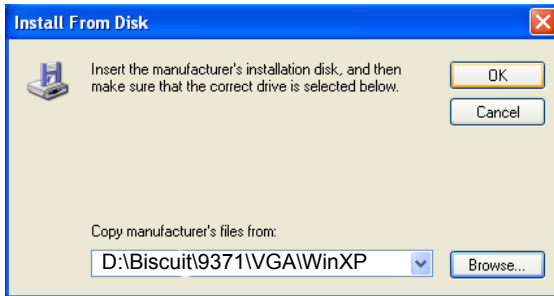 Install From Disk
Insert the manufacturer's installation disk, and then
make sure that the correct drive is selected below.
OK
Cancel
Copy manufacturer's files from:
D:\Biscuit\9371\VGA\WinXP
Browse...